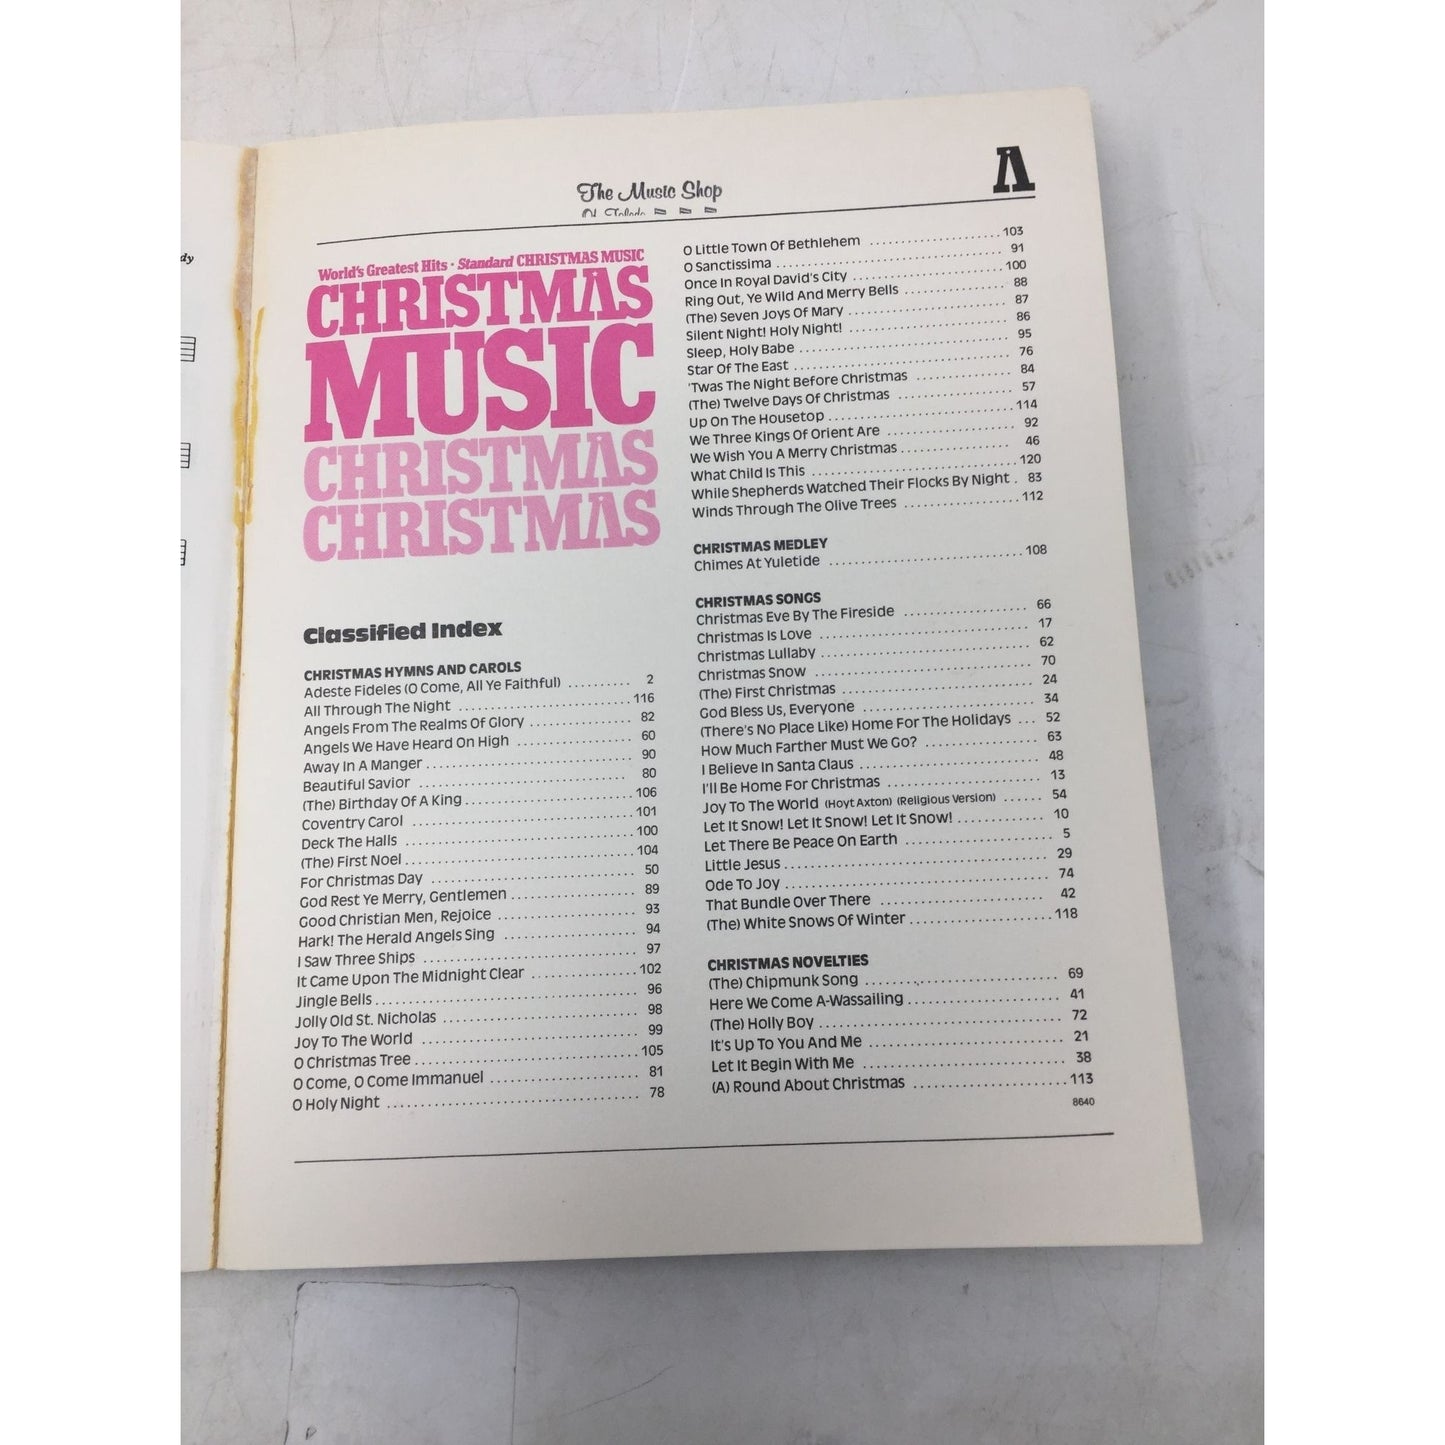 dy
The Music Shop
Of Toledo
World's Greatest Hits · Standard CHRISTMAS MUSIC
CHRISTMAS
MUSIC
CHRISTMAS
CHRISTMAS
Classified Index
CHRISTMAS HYMNS AND CAROLS
Adeste Fideles (O Come, All Ye Faithful) .......... 2
All Through The Night .......... 116
Angels From The Realms Of Glory .......... 82
Angels We Have Heard On High .......... 60
Away In A Manger .......... 90
Beautiful Savior .......... 80
(The) Birthday Of A King .......... 106
Coventry Carol .......... 101
Deck The Halls .......... 100
(The) First Noel .......... 104
For Christmas Day .......... 50
God Rest Ye Merry, Gentlemen .......... 89
Good Christian Men, Rejoice .......... 93
Hark! The Herald Angels Sing .......... 94
I Saw Three Ships .......... 97
It Came Upon The Midnight Clear .......... 102
Jingle Bells .......... 96
Jolly Old St. Nicholas .......... 98
Joy To The World .......... 99
O Christmas Tree .......... 105
O Come, O Come Immanuel .......... 81
O Holy Night .......... 78
O Little Town Of Bethlehem .......... 103
O Sanctissima .......... 91
Once In Royal David's City .......... 100
Ring Out, Ye Wild And Merry Bells .......... 88
(The) Seven Joys Of Mary .......... 87
Silent Night! Holy Night! .......... 86
Sleep, Holy Babe .......... 95
Star Of The East .......... 76
'Twas The Night Before Christmas .......... 84
(The) Twelve Days Of Christmas .......... 57
Up On The Housetop .......... 114
We Three Kings Of Orient Are .......... 92
We Wish You A Merry Christmas .......... 46
What Child Is This .......... 120
While Shepherds Watched Their Flocks By Night . 83
Winds Through The Olive Trees .......... 112
CHRISTMAS MEDLEY
Chimes At Yuletide .......... 108
CHRISTMAS SONGS
Christmas Eve By The Fireside .......... 66
Christmas Is Love .......... 17
Christmas Lullaby .......... 62
Christmas Snow .......... 70
(The) First Christmas .......... 24
God Bless Us, Everyone .......... 34
(There's No Place Like) Home For The Holidays ... 52
How Much Farther Must We Go? .......... 63
I Believe In Santa Claus .......... 48
I'll Be Home For Christmas .......... 13
Joy To The World (Hoyt Axton) (Religious Version) ...... 54
Let It Snow! Let It Snow! Let It Snow! .......... 10
Let There Be Peace On Earth .......... 5
Little Jesus .......... 29
Ode To Joy .......... 74
That Bundle Over There .......... 42
(The) White Snows Of Winter .......... 118
CHRISTMAS NOVELTIES
(The) Chipmunk Song .......... 69
Here We Come A-Wassailing .......... 41
(The) Holly Boy .......... 72
It's Up To You And Me .......... 21
Let It Begin With Me .......... 38
(A) Round About Christmas .......... 113
8640